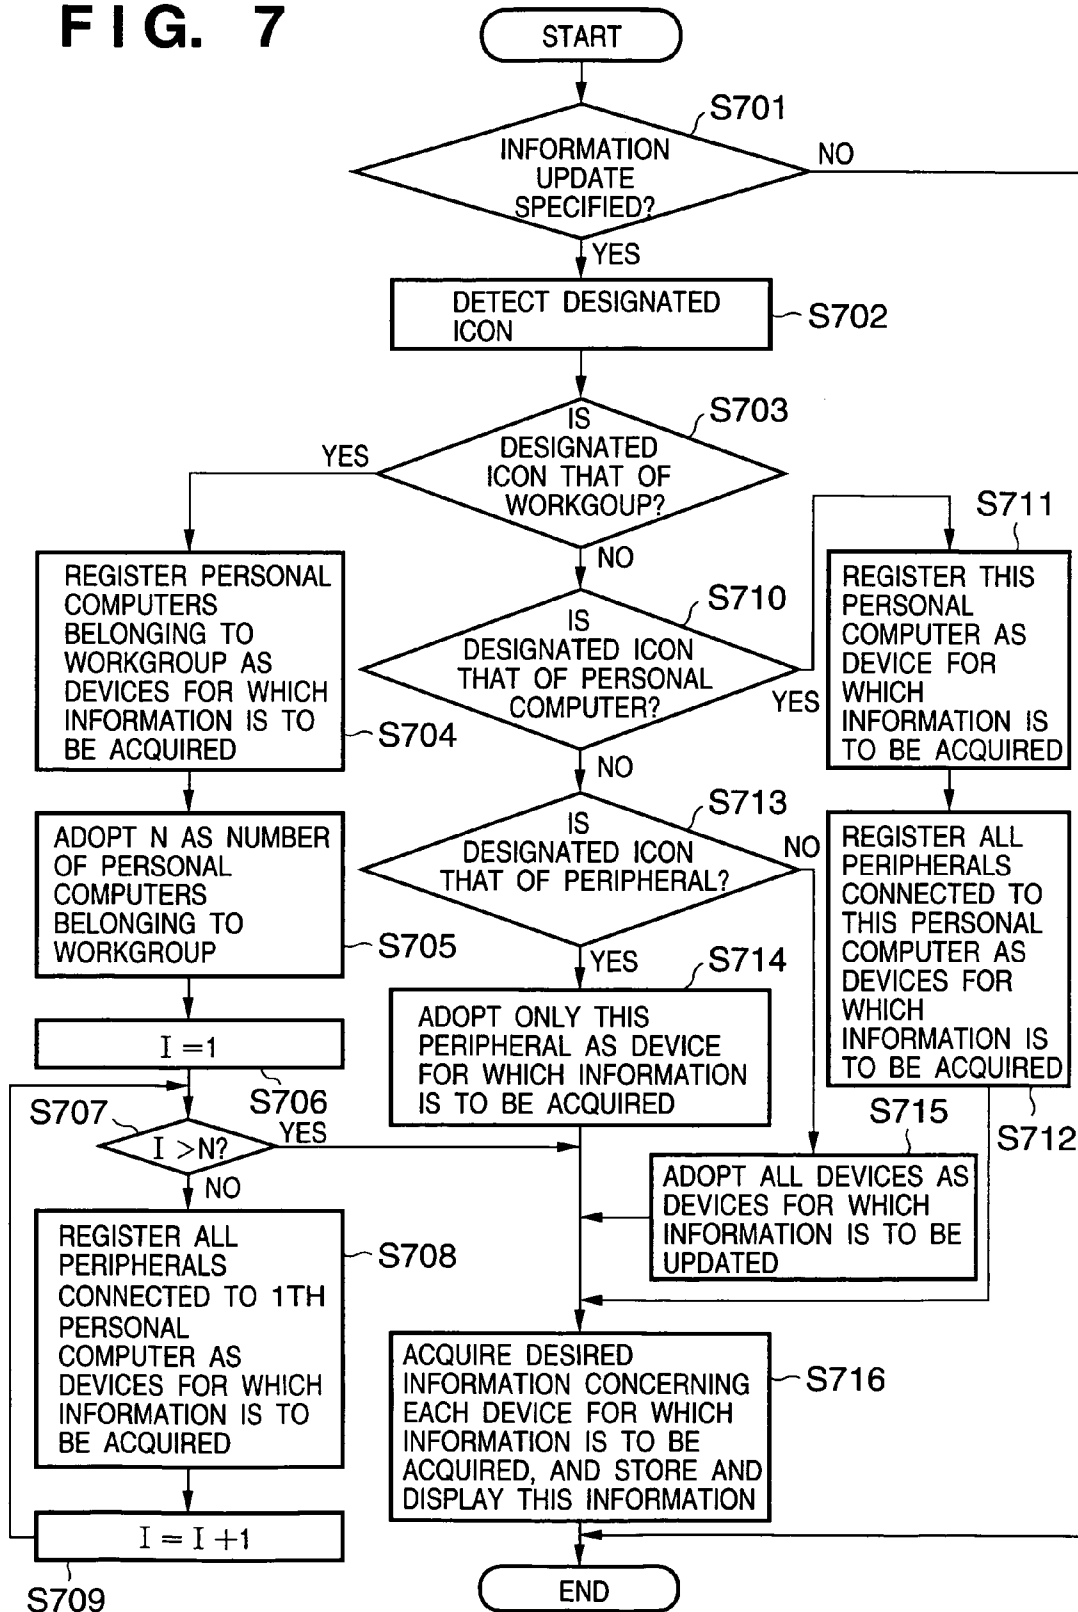 FIG. 7
START
S701
INFORMATION
UPDATE
SPECIFIED?
NO
YES
DETECT DESIGNATED
ICON
S702
S703
IS
DESIGNATED
ICON THAT OF
WORKGOUP?
YES
NO
REGISTER PERSONAL
COMPUTERS
BELONGING TO
WORKGROUP AS
DEVICES FOR WHICH
INFORMATION IS TO
BE ACQUIRED
S704
S710
IS
DESIGNATED ICON
THAT OF PERSONAL
COMPUTER?
YES
NO
S711
REGISTER THIS
PERSONAL
COMPUTER AS
DEVICE FOR
WHICH
INFORMATION IS
TO BE ACQUIRED
ADOPT N AS NUMBER
OF PERSONAL
COMPUTERS
BELONGING TO
WORKGROUP
S705
S713
IS
DESIGNATED ICON
THAT OF PERIPHERAL?
NO
YES
REGISTER ALL
PERIPHERALS
CONNECTED TO
THIS PERSONAL
COMPUTER AS
DEVICES FOR
WHICH
INFORMATION IS
TO BE ACQUIRED
S712
S714
ADOPT ONLY THIS
PERIPHERAL AS DEVICE
FOR WHICH INFORMATION
IS TO BE ACQUIRED
I =1
S706
S707
I >N?
YES
NO
S715
ADOPT ALL DEVICES AS
DEVICES FOR WHICH
INFORMATION IS TO BE
UPDATED
REGISTER ALL
PERIPHERALS
CONNECTED TO 1TH
PERSONAL
COMPUTER AS
DEVICES FOR WHICH
INFORMATION IS TO
BE ACQUIRED
S708
ACQUIRE DESIRED
INFORMATION CONCERNING
EACH DEVICE FOR WHICH
INFORMATION IS TO BE
ACQUIRED, AND STORE AND
DISPLAY THIS INFORMATION
S716
I = I +1
S709
END